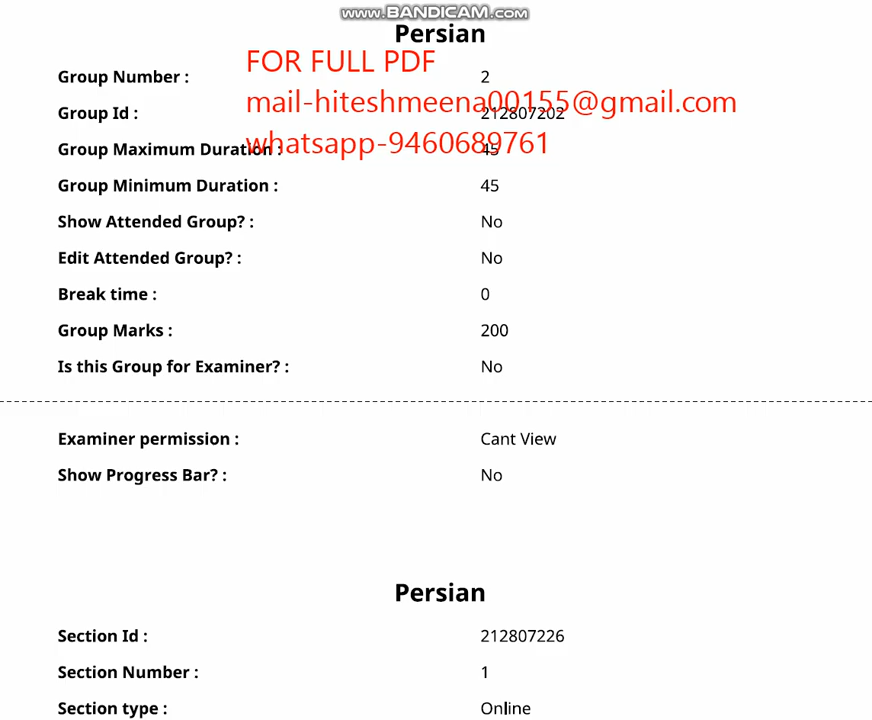 www.BANDICAM.com
Persian
FOR FULL PDF
Group Number : 2
mail-hiteshmeena00155@gmail.com
Group Id : 212807202
whatsapp-9460689761
Group Maximum Duration : 45
Group Minimum Duration : 45
Show Attended Group? : No
Edit Attended Group? : No
Break time : 0
Group Marks : 200
Is this Group for Examiner? : No
Examiner permission : Cant View
Show Progress Bar? : No
Persian
Section Id : 212807226
Section Number : 1
Section type : Online